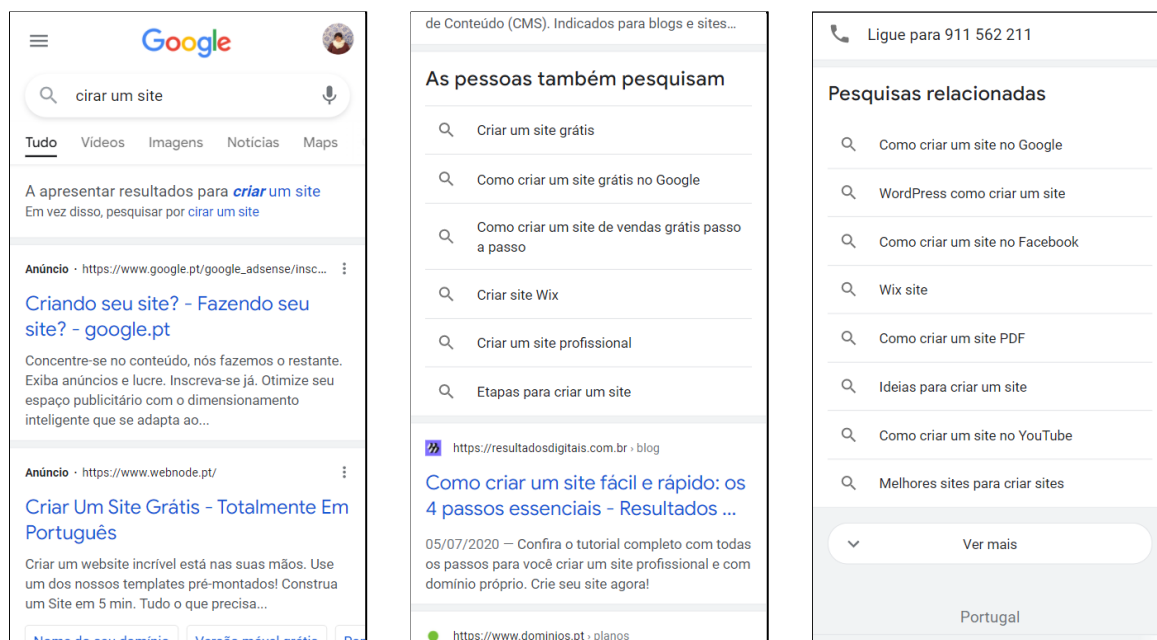 Google
cirar um site
Tudo Vídeos Imagens Notícias Maps
A apresentar resultados para criar um site
Em vez disso, pesquisar por cirar um site
Anúncio · https://www.google.pt/google_adsense/insc...
Criando seu site? - Fazendo seu
site? - google.pt
Concentre-se no conteúdo, nós fazemos o restante.
Exiba anúncios e lucre. Inscreva-se já. Otimize seu
espaço publicitário com o dimensionamento
inteligente que se adapta ao...
Anúncio · https://www.webnode.pt/
Criar Um Site Grátis - Totalmente Em
Português
Criar um website incrível está nas suas mãos. Use
um dos nossos templates pré-montados! Construa
um Site em 5 min. Tudo o que precisa...
Nome do seu domínio Versão móvel grátis
de Conteúdo (CMS). Indicados para blogs e sites...
As pessoas também pesquisam
Criar um site grátis
Como criar um site grátis no Google
Como criar um site de vendas grátis passo
a passo
Criar site Wix
Criar um site profissional
Etapas para criar um site
https://resultadosdigitais.com.br › blog
Como criar um site fácil e rápido: os
4 passos essenciais - Resultados ...
05/07/2020 — Confira o tutorial completo com todas
os passos para você criar um site profissional e com
domínio próprio. Crie seu site agora!
https://www.dominios.pt › planos
Ligue para 911 562 211
Pesquisas relacionadas
Como criar um site no Google
WordPress como criar um site
Como criar um site no Facebook
Wix site
Como criar um site PDF
Ideias para criar um site
Como criar um site no YouTube
Melhores sites para criar sites
Ver mais
Portugal